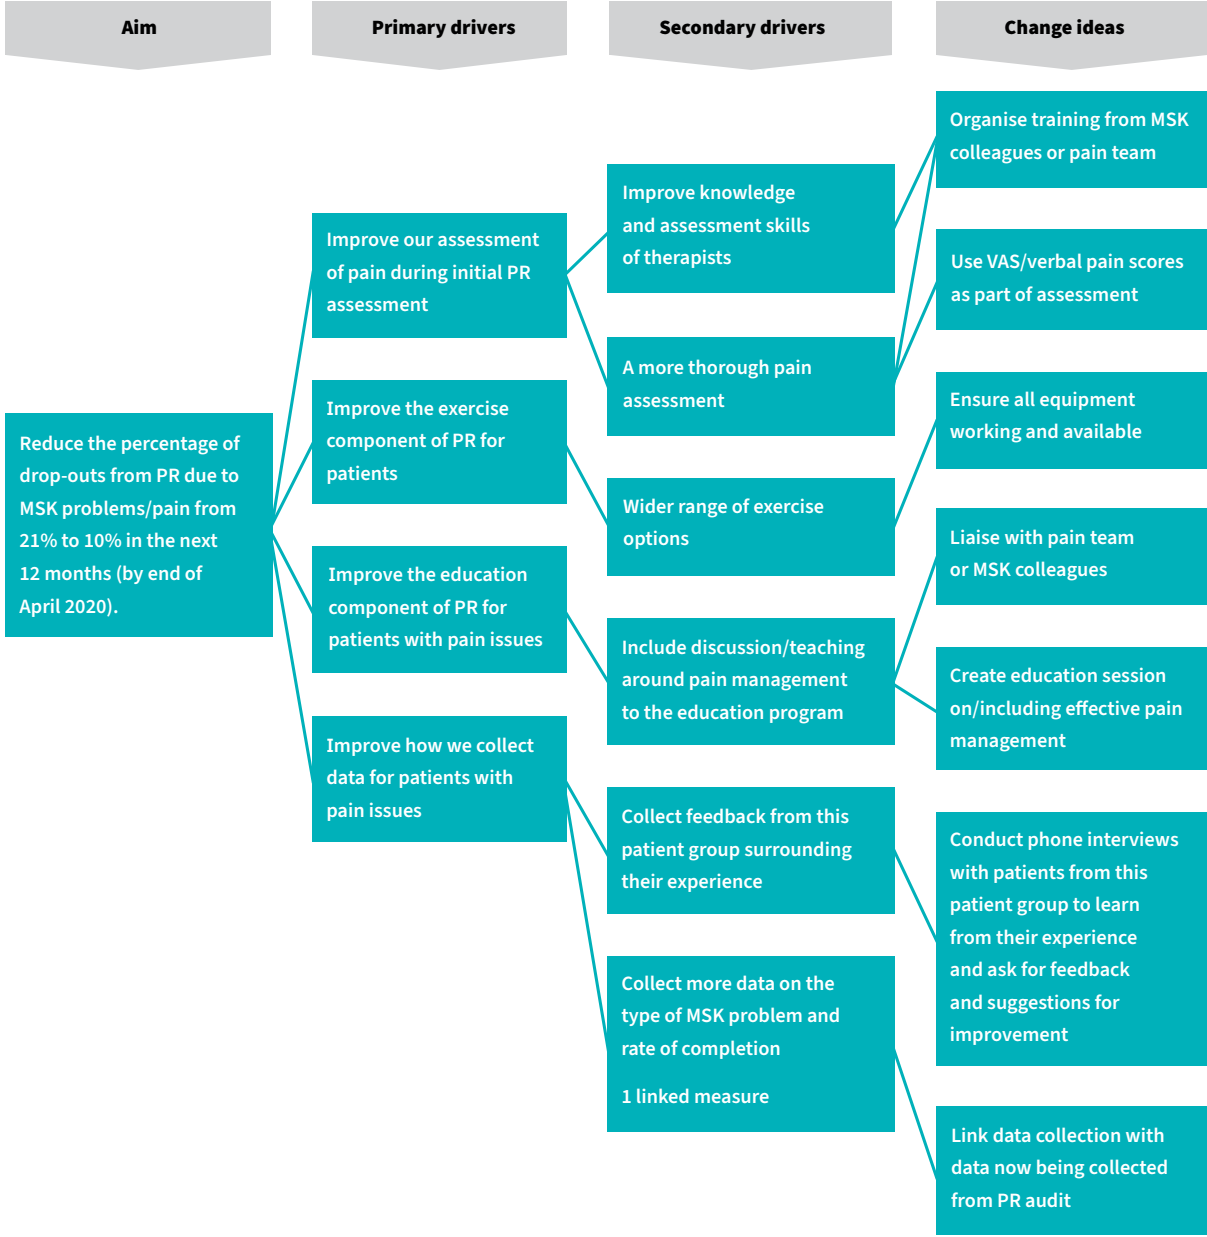 Aim
Primary drivers
Secondary drivers
Change ideas
Reduce the percentage of
drop-outs from PR due to
MSK problems/pain from
21% to 10% in the next
12 months (by end of
April 2020).
Improve our assessment
of pain during initial PR
assessment
Improve the exercise
component of PR for
patients
Improve the education
component of PR for
patients with pain issues
Improve how we collect
data for patients with
pain issues
Improve knowledge
and assessment skills
of therapists
A more thorough pain
assessment
Wider range of exercise
options
Include discussion/teaching
around pain management
to the education program
Collect feedback from this
patient group surrounding
their experience
Collect more data on the
type of MSK problem and
rate of completion
1 linked measure
Organise training from MSK
colleagues or pain team
Use VAS/verbal pain scores
as part of assessment
Ensure all equipment
working and available
Liaise with pain team
or MSK colleagues
Create education session
on/including effective pain
management
Conduct phone interviews
with patients from this
patient group to learn
from their experience
and ask for feedback
and suggestions for
improvement
Link data collection with
data now being collected
from PR audit